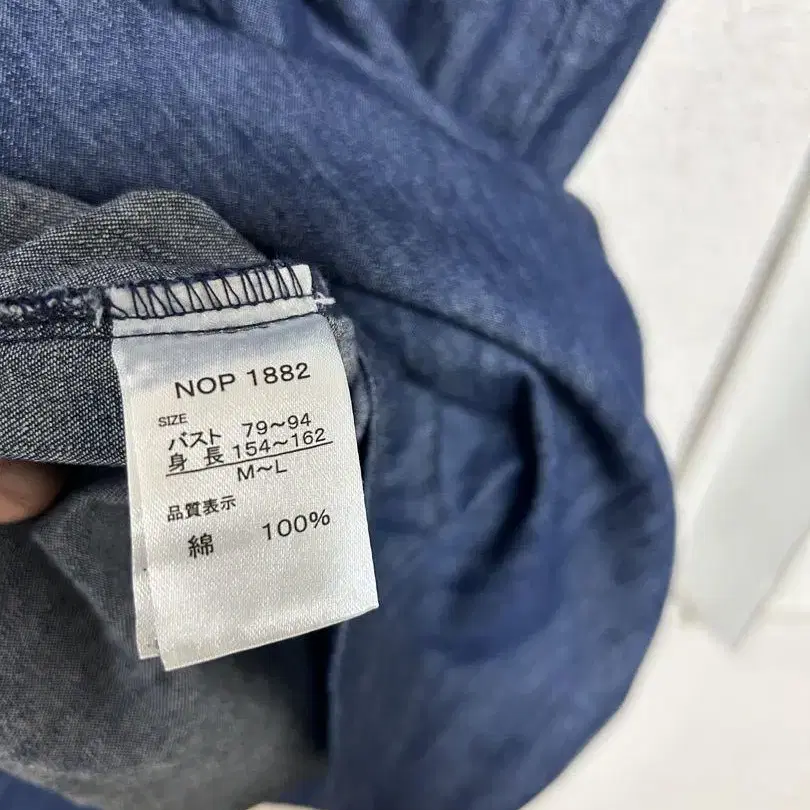 NOP 1882
SIZE
バスト 79～94
身長 154～162
M～L
品質表示
綿 100%